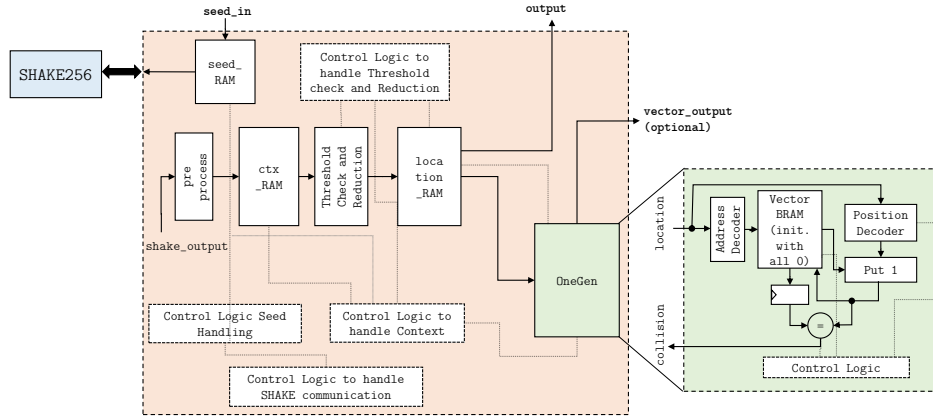 seed_in
output
SHAKE256
seed_
RAM
Control Logic to
handle Threshold
check and Reduction
vector_output
(optional)
pre
process
ctx
_RAM
Threshold
Check and
Reduction
loca
tion
_RAM
shake_output
OneGen
Control Logic Seed
Handling
Control Logic to
handle Context
Control Logic to handle
SHAKE communication
location
Address
Decoder
Vector
BRAM
(init.
with
all 0)
Position
Decoder
Put 1
=
collision
Control Logic